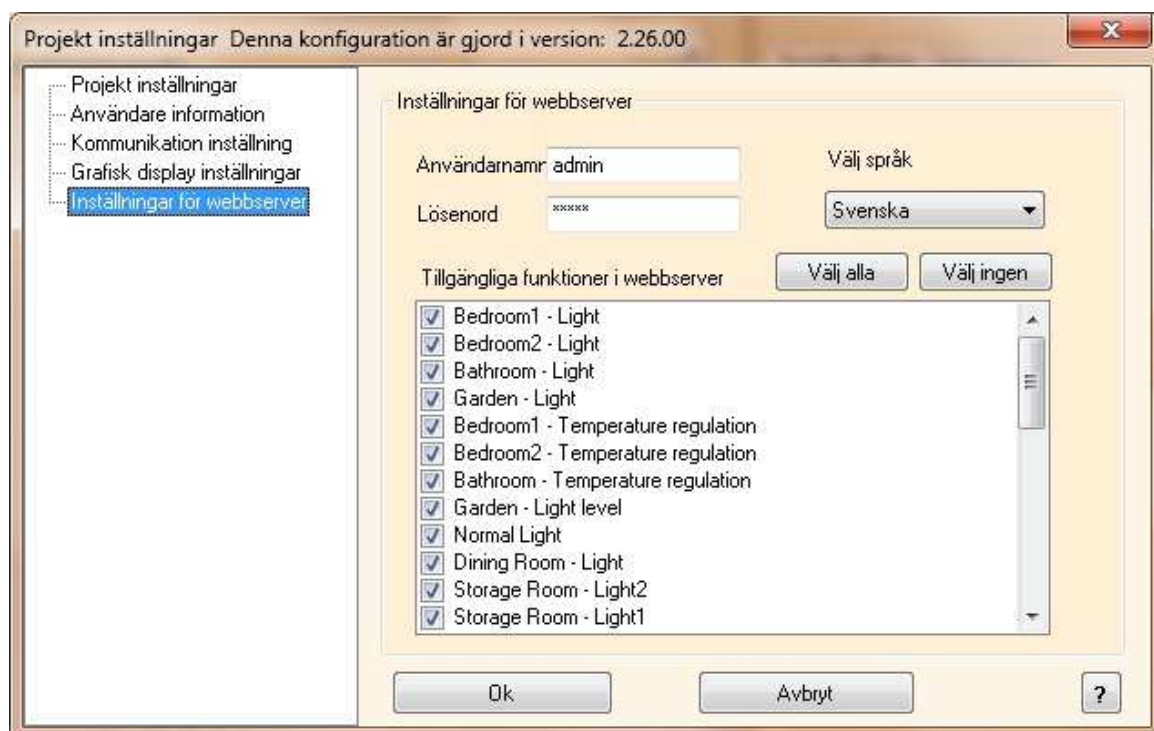 Projekt inställningar Denna konfiguration är gjord i version: 2.26.00
Projekt inställningar
Användare information
Kommunikation inställning
Grafisk display inställningar
Inställningar för webbserver
Inställningar för webbserver
Användarnamr admin
Välj språk
Lösenord *****
Svenska
Tillgängliga funktioner i webbserver
Välj alla
Välj ingen
Bedroom1 - Light
Bedroom2 - Light
Bathroom - Light
Garden - Light
Bedroom1 - Temperature regulation
Bedroom2 - Temperature regulation
Bathroom - Temperature regulation
Garden - Light level
Normal Light
Dining Room - Light
Storage Room - Light2
Storage Room - Light1
Ok
Avbryt
?